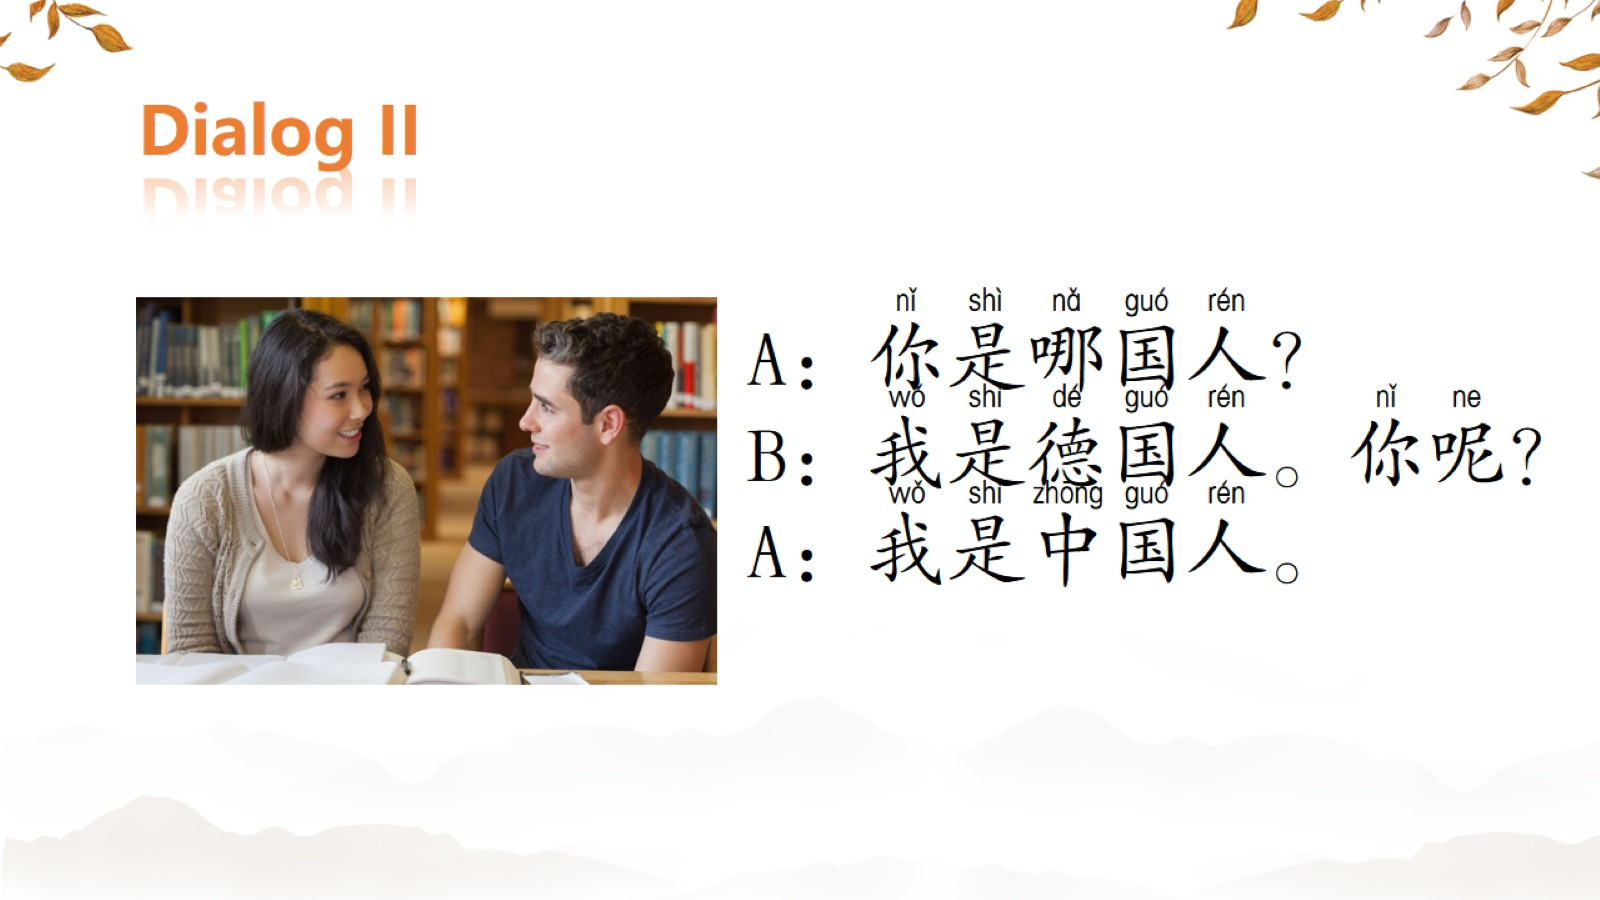 Dialog II
nǐ shì nǎ guó rén
A：你是哪国人？
wǒ shì dé guó rén nǐ ne
B：我是德国人。你呢？
wǒ shì zhōng guó rén
A：我是中国人。